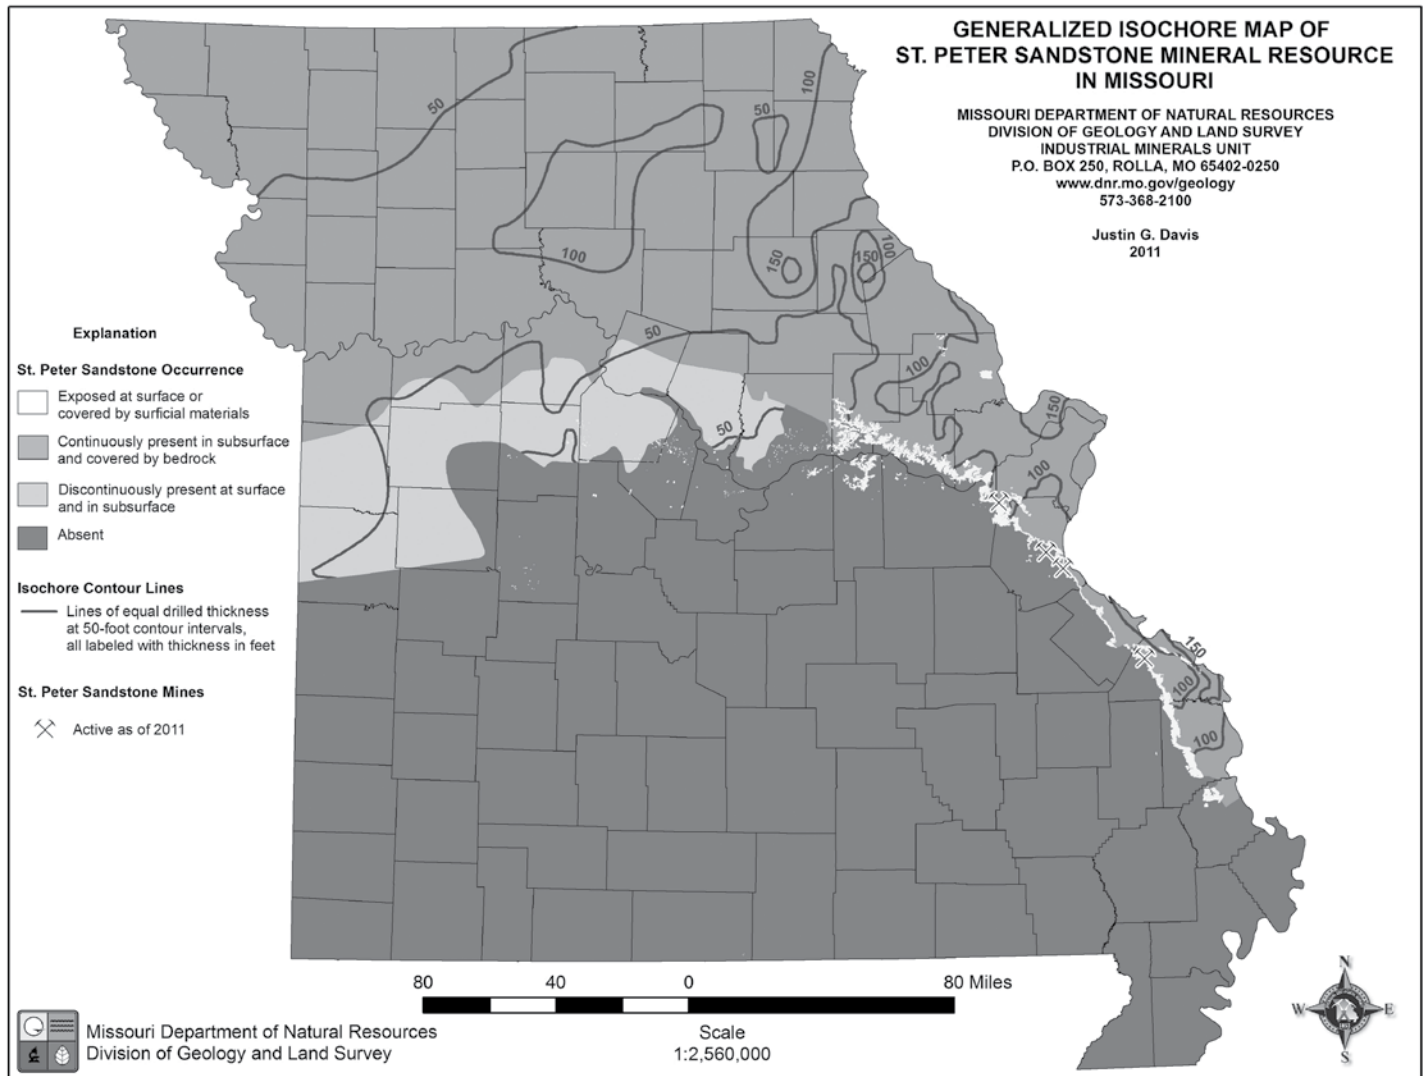 GENERALIZED ISOCHORE MAP OF
ST. PETER SANDSTONE MINERAL RESOURCE
IN MISSOURI
MISSOURI DEPARTMENT OF NATURAL RESOURCES
DIVISION OF GEOLOGY AND LAND SURVEY
INDUSTRIAL MINERALS UNIT
P.O. BOX 250, ROLLA, MO 65402-0250
www.dnr.mo.gov/geology
573-368-2100
Justin G. Davis
2011
50
100
50
100
150
150
100
50
100
50
150
100
150
100
100
Explanation
St. Peter Sandstone Occurrence
Exposed at surface or
covered by surficial materials
Continuously present in subsurface
and covered by bedrock
Discontinuously present at surface
and in subsurface
Absent
Isochore Contour Lines
Lines of equal drilled thickness
at 50-foot contour intervals,
all labeled with thickness in feet
St. Peter Sandstone Mines
Active as of 2011
80 40 0 80 Miles
Scale
1:2,560,000
Missouri Department of Natural Resources
Division of Geology and Land Survey
N
W E
S